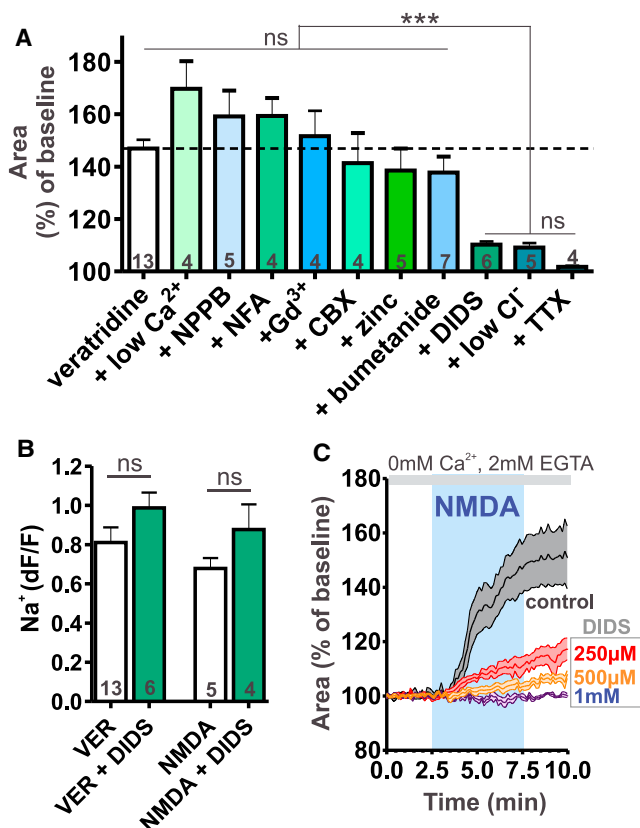 A
***
ns
180
160
140
120
100
Area
(%) of baseline
ns
13
4
5
4
4
4
5
7
6
5
4
veratridine
+ low Ca²⁺
+ NPPB
+ NFA
+Gd³⁺
+ CBX
+ zinc
+ bumetanide
+ DIDS
+ low Cl⁻
+ TTX
B
ns
ns
1.2
1.0
0.8
0.6
0.4
0.2
0.0
Na⁺ (dF/F)
13
6
5
4
VER
VER + DIDS
NMDA
NMDA + DIDS
C
0mM Ca²⁺, 2mM EGTA
NMDA
180
160
140
120
100
80
Area (% of baseline)
control
DIDS
250µM
500µM
1mM
0.0
2.5
5.0
7.5
10.0
Time (min)